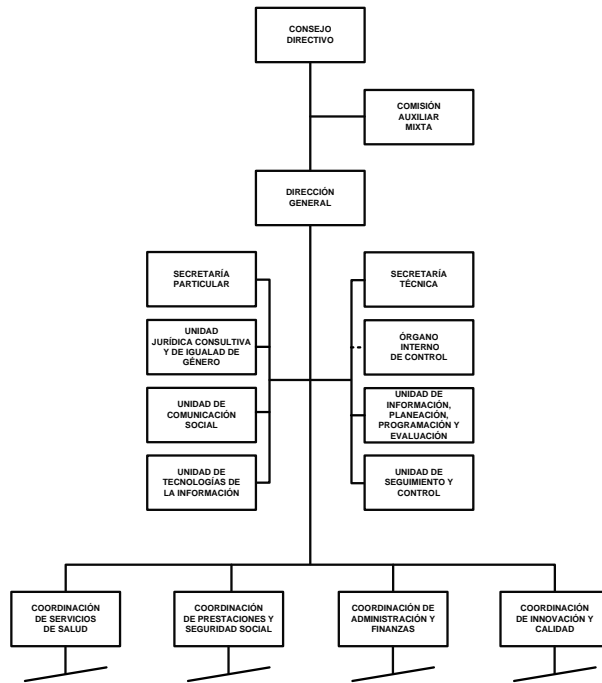 CONSEJO
DIRECTIVO
COMISIÓN
AUXILIAR
MIXTA
DIRECCIÓN
GENERAL
SECRETARÍA
PARTICULAR
SECRETARÍA
TÉCNICA
UNIDAD
JURÍDICA CONSULTIVA
Y DE IGUALAD DE
GÉNERO
ÓRGANO
INTERNO
DE CONTROL
UNIDAD DE
COMUNICACIÓN
SOCIAL
UNIDAD DE
INFORMACIÓN,
PLANEACIÓN,
PROGRAMACIÓN Y
EVALUACIÓN
UNIDAD DE
TECNOLOGÍAS DE
LA INFORMACIÓN
UNIDAD DE
SEGUIMIENTO Y
CONTROL
COORDINACIÓN
DE SERVICIOS
DE SALUD
COORDINACIÓN
DE PRESTACIONES Y
SEGURIDAD SOCIAL
COORDINACIÓN DE
ADMINISTRACIÓN Y
FINANZAS
COORDINACIÓN
DE INNOVACIÓN Y
CALIDAD